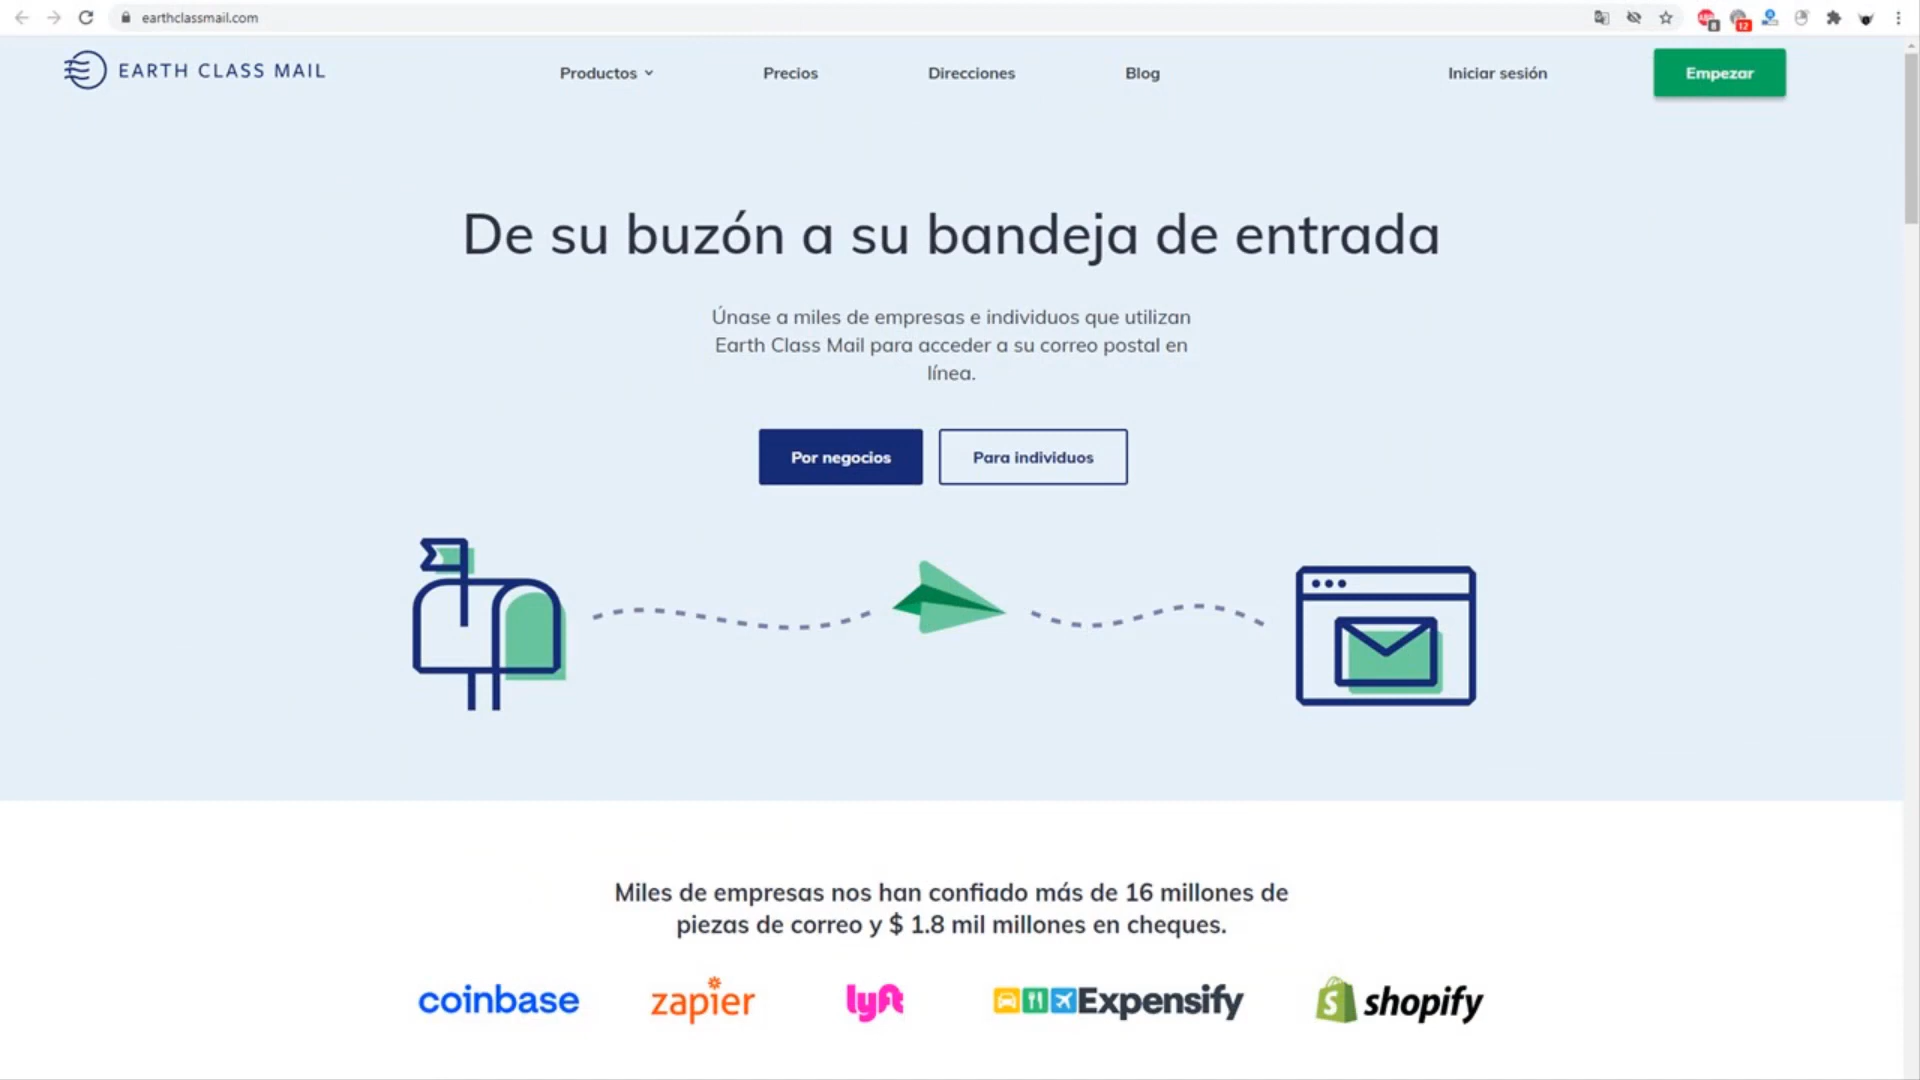 earthclassmail.com
12
EARTH CLASS MAIL
Productos
Precios
Direcciones
Blog
Iniciar sesión
Empezar
De su buzón a su bandeja de entrada
Únase a miles de empresas e individuos que utilizan
Earth Class Mail para acceder a su correo postal en
línea.
Por negocios
Para individuos
Miles de empresas nos han confiado más de 16 millones de
piezas de correo y $ 1.8 mil millones en cheques.
coinbase
zapier
lyft
Expensify
shopify